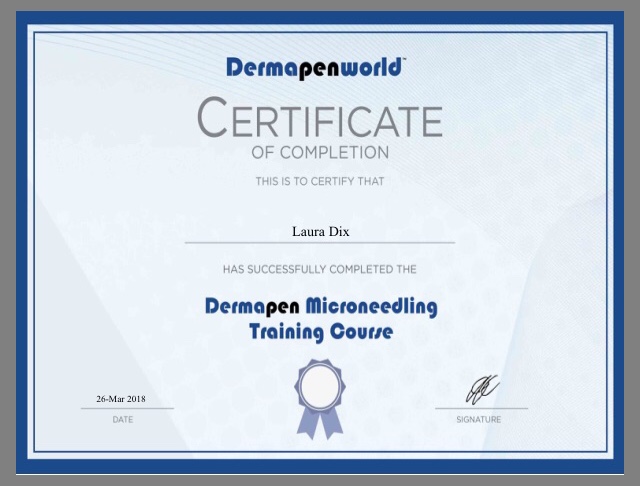 Dermapenworld™
CERTIFICATE
OF COMPLETION
THIS IS TO CERTIFY THAT
Laura Dix
HAS SUCCESSFULLY COMPLETED THE
Dermapen Microneedling
Training Course
26-Mar 2018
DATE
SIGNATURE